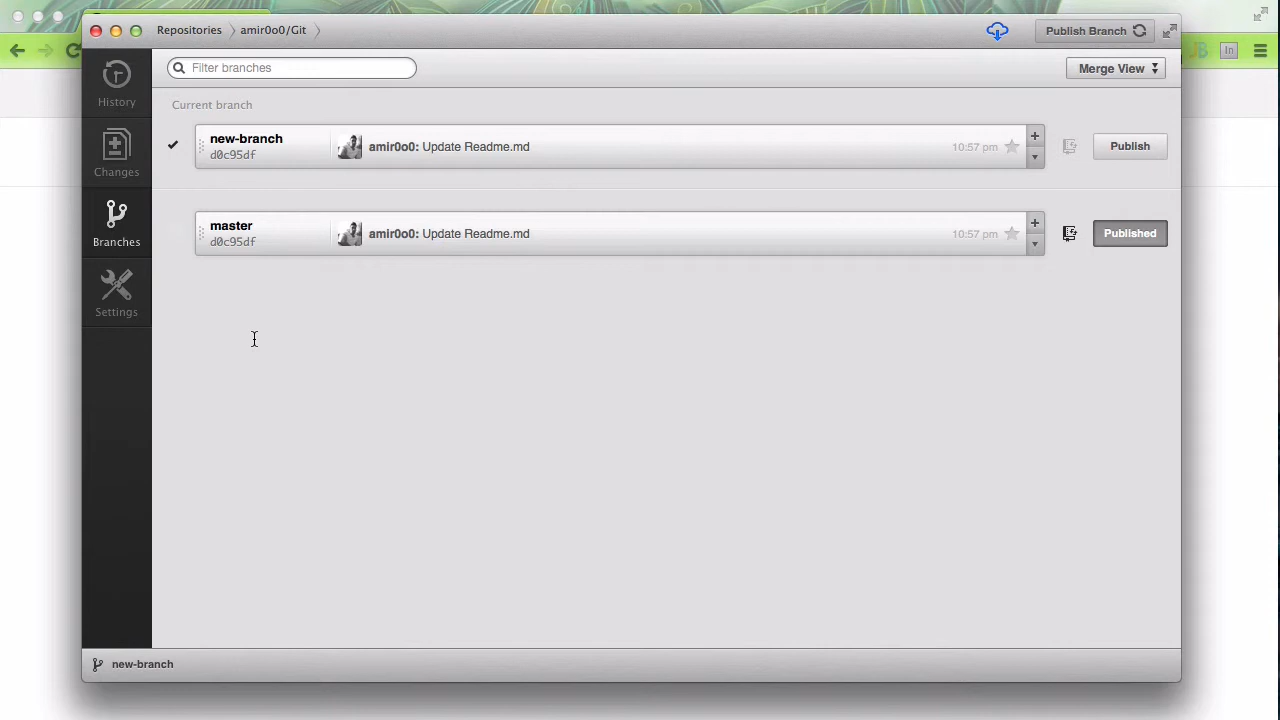 Repositories
amir0o0/Git
Publish Branch
In
History
Changes
Branches
Settings
Filter branches
Merge View
Current branch
new-branch
d0c95df
amir0o0: Update Readme.md
10:57 pm
Publish
master
d0c95df
amir0o0: Update Readme.md
10:57 pm
Published
new-branch